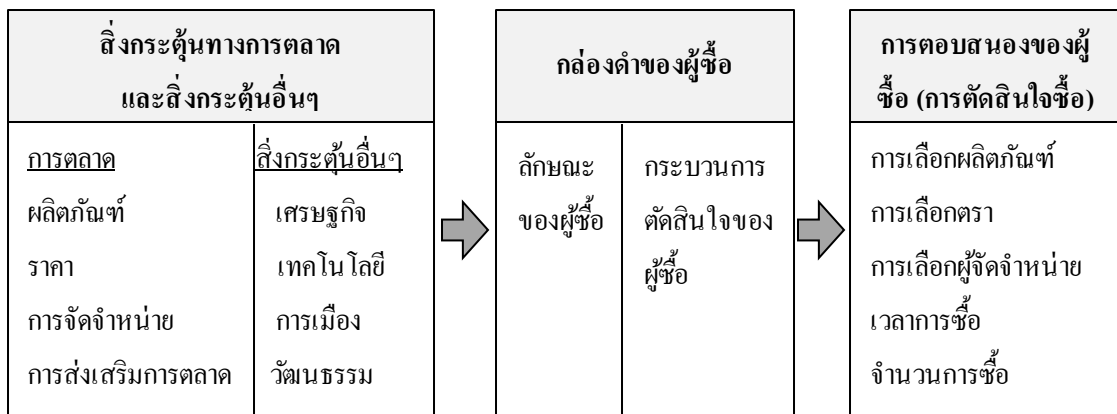 สิ่งกระตุ้นทางการตลาด
และสิ่งกระตุ้นอื่นๆ
การตลาด
ผลิตภัณฑ์
ราคา
การจัดจำหน่าย
การส่งเสริมการตลาด
สิ่งกระตุ้นอื่นๆ
เศรษฐกิจ
เทคโนโลยี
การเมือง
วัฒนธรรม
กล่องดำของผู้ซื้อ
ลักษณะ
ของผู้ซื้อ
กระบวนการ
ตัดสินใจของ
ผู้ซื้อ
การตอบสนองของผู้
ซื้อ (การตัดสินใจซื้อ)
การเลือกผลิตภัณฑ์
การเลือกตรา
การเลือกผู้จัดจำหน่าย
เวลาการซื้อ
จำนวนการซื้อ